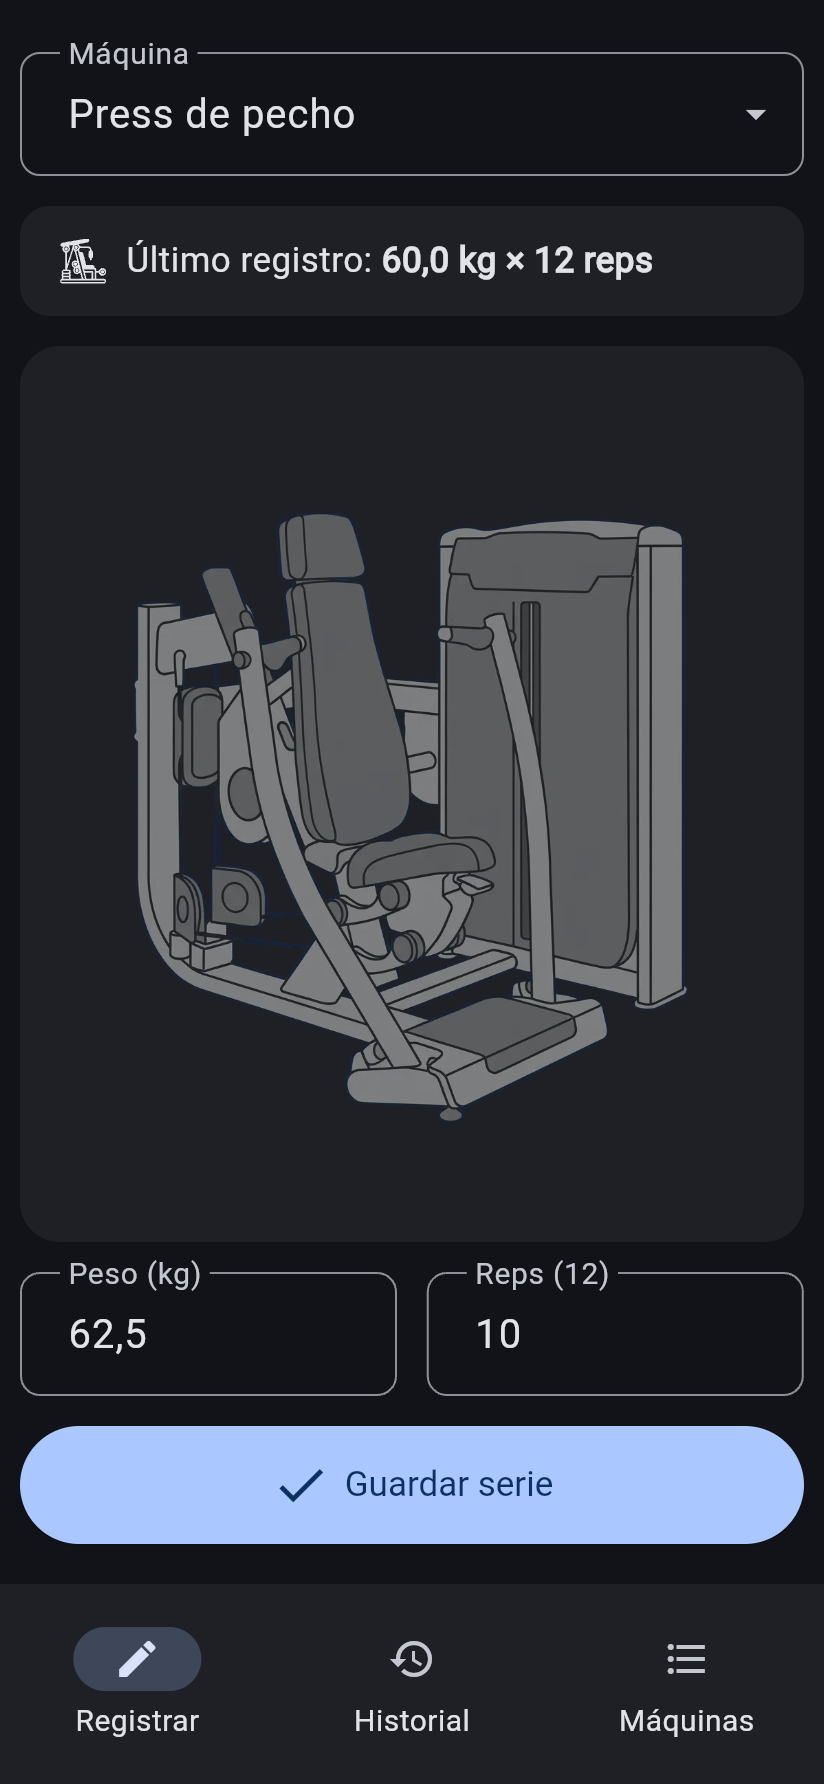 Máquina
Press de pecho
Último registro: 60,0 kg × 12 reps
Peso (kg)
Reps (12)
62,5
10
Guardar serie
Registrar
Historial
Máquinas